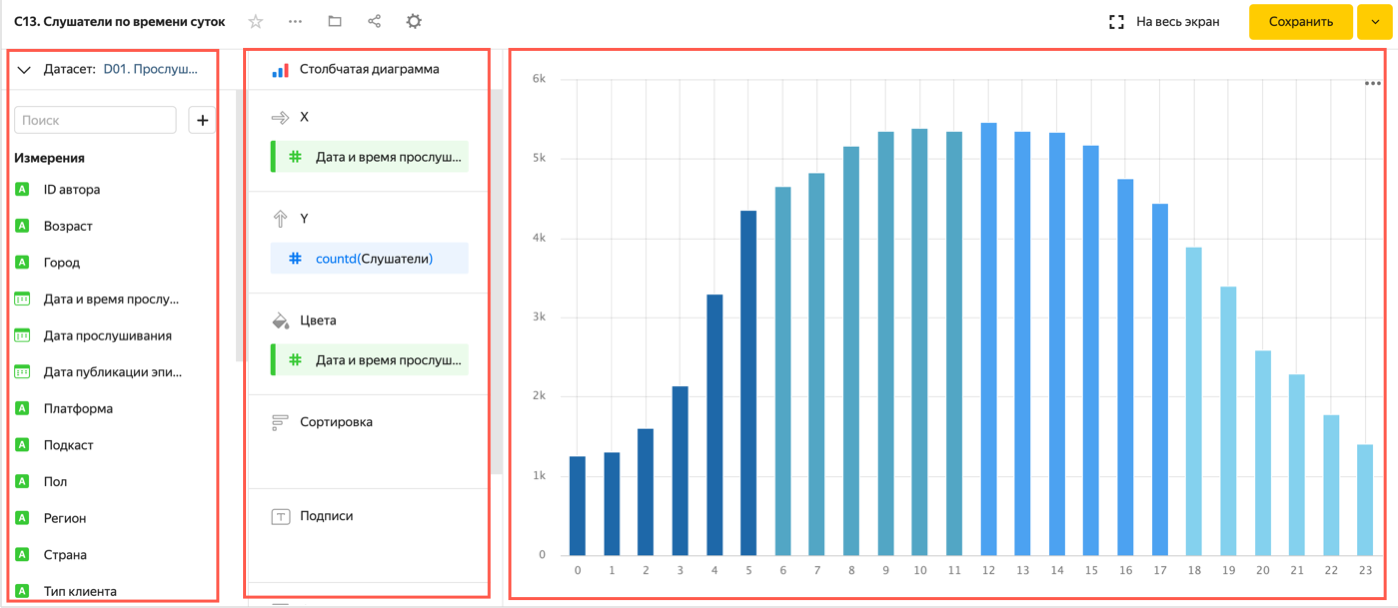 С13. Слушатели по времени суток
На весь экран
Сохранить
Датасет: D01. Прослуш...
Поиск
Измерения
ID автора
Возраст
Город
Дата и время прослу...
Дата прослушивания
Дата публикации эпи...
Платформа
Подкаст
Пол
Регион
Страна
Тип клиента
Столбчатая диаграмма
X
Дата и время прослуш...
Y
countd(Слушатели)
Цвета
Дата и время прослуш...
Сортировка
Подписи
6k
5k
4k
3k
2k
1k
0
0 1 2 3 4 5 6 7 8 9 10 11 12 13 14 15 16 17 18 19 20 21 22 23